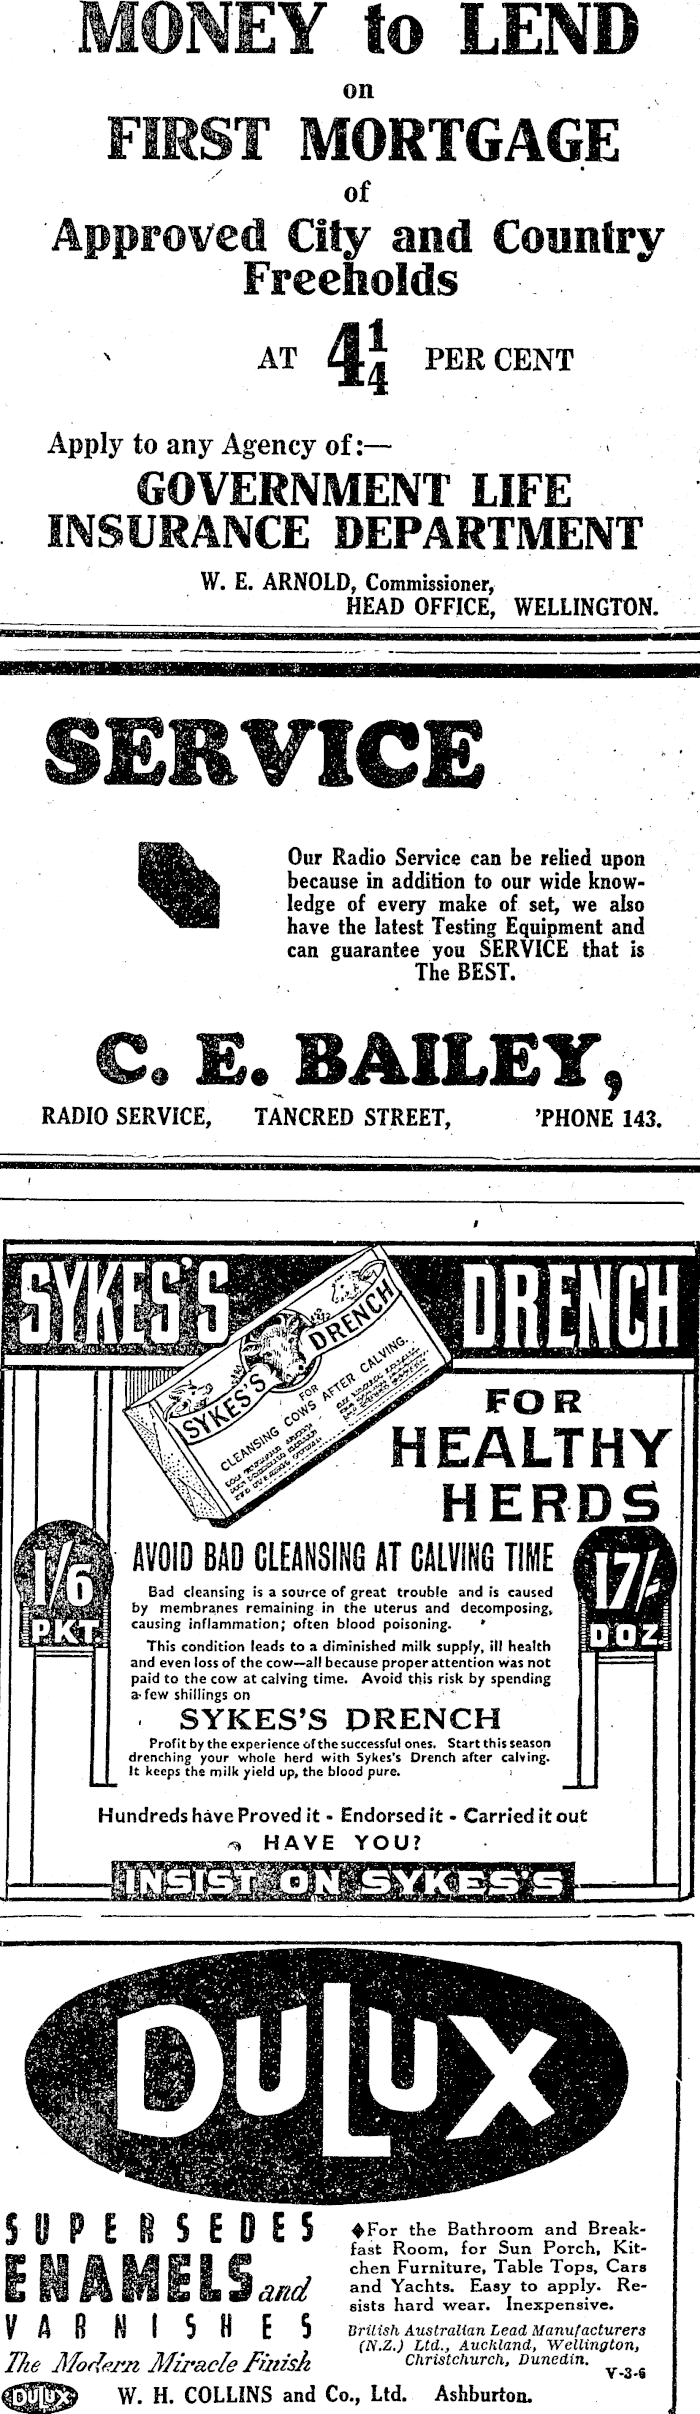 MONEY to LEND
on
FIRST MORTGAGE
of
Approved City and Country
Freeholds
AT 4¼ PER CENT
Apply to any Agency of:—
GOVERNMENT LIFE
INSURANCE DEPARTMENT
W. E. ARNOLD, Commissioner,
HEAD OFFICE, WELLINGTON.
SERVICE
Our Radio Service can be relied upon
because in addition to our wide know-
ledge of every make of set, we also
have the latest Testing Equipment and
can guarantee you SERVICE that is
The BEST.
C. E. BAILEY,
RADIO SERVICE, TANCRED STREET, 'PHONE 143.
SYKES'S DRENCH
SYKES'S DRENCH
FOR
CLEANSING COWS AFTER CALVING.
FOR
HEALTHY
HERDS
1/6
PKT.
17/-
DOZ.
AVOID BAD CLEANSING AT CALVING TIME
Bad cleansing is a source of great trouble and is caused
by membranes remaining in the uterus and decomposing,
causing inflammation; often blood poisoning.
This condition leads to a diminished milk supply, ill health
and even loss of the cow—all because proper attention was not
paid to the cow at calving time. Avoid this risk by spending
a few shillings on
SYKES'S DRENCH
Profit by the experience of the successful ones. Start this season
drenching your whole herd with Sykes's Drench after calving.
It keeps the milk yield up, the blood pure.
Hundreds have Proved it - Endorsed it - Carried it out
HAVE YOU?
INSIST ON SYKES'S
DULUX
SUPERSEDES
ENAMELS and
VARNISHES
The Modern Miracle Finish
◆For the Bathroom and Break-
fast Room, for Sun Porch, Kit-
chen Furniture, Table Tops, Cars
and Yachts. Easy to apply. Re-
sists hard wear. Inexpensive.
British Australian Lead Manufacturers
(N.Z.) Ltd., Auckland, Wellington,
Christchurch, Dunedin.
V-3-6
DULUX W. H. COLLINS and Co., Ltd. Ashburton.